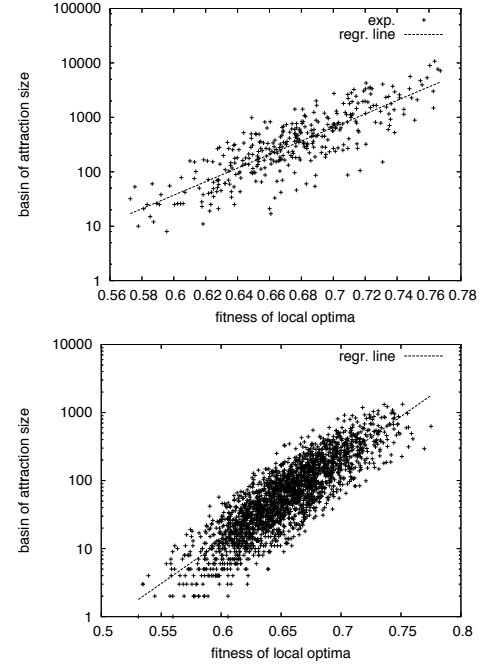 100000
10000
1000
100
10
1
0.56 0.58 0.6 0.62 0.64 0.66 0.68 0.7 0.72 0.74 0.76 0.78
basin of attraction size
fitness of local optima
exp.
regr. line
10000
1000
100
10
1
0.5 0.55 0.6 0.65 0.7 0.75 0.8
basin of attraction size
fitness of local optima
regr. line